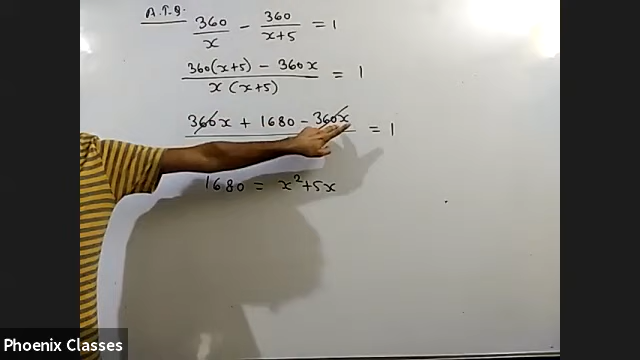 A.T.Q. 360/x - 360/x+5 = 1
360(x+5) - 360x / x(x+5) = 1
360x + 1680 - 360x = 1
1680 = x²+5x
Phoenix Classes